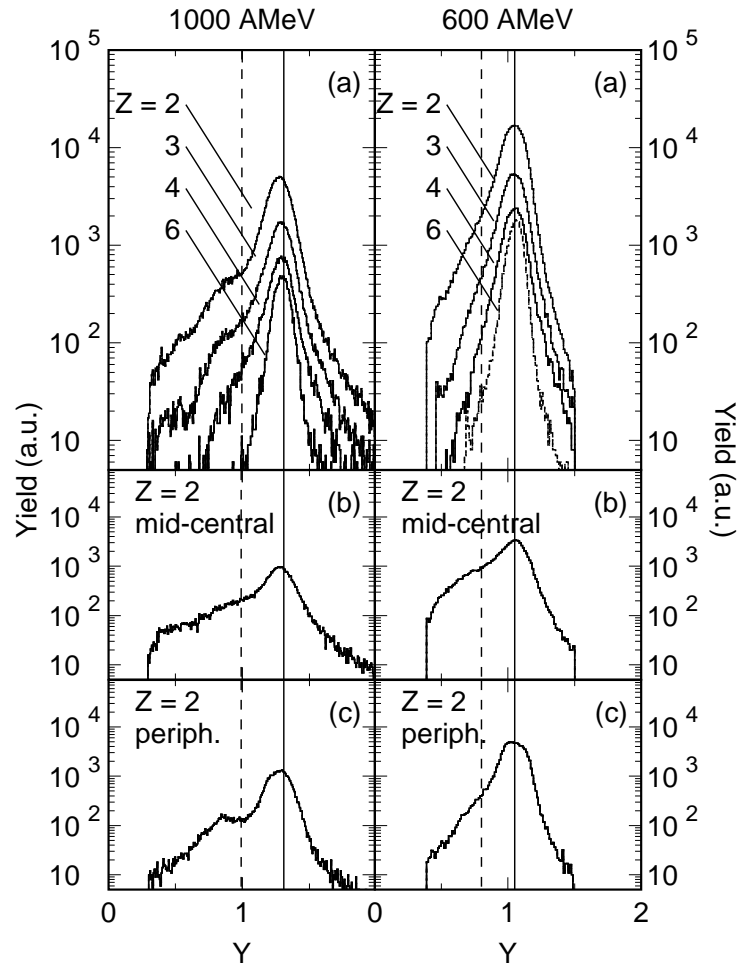 1000 AMeV 600 AMeV
10^5 (a) (a) 10^5
Z = 2 Z = 2
10^4 3 3 10^4
4 4
6 6
10^3 10^3
10^2 10^2
10 10
Yield (a.u.) Yield (a.u.)
Z = 2 (b) Z = 2 (b)
mid-central mid-central
10^4 10^4
10^3 10^3
10^2 10^2
10 10
Z = 2 (c) Z = 2 (c)
periph. periph.
10^4 10^4
10^3 10^3
10^2 10^2
10 10
0 1 0 1 2
Y Y